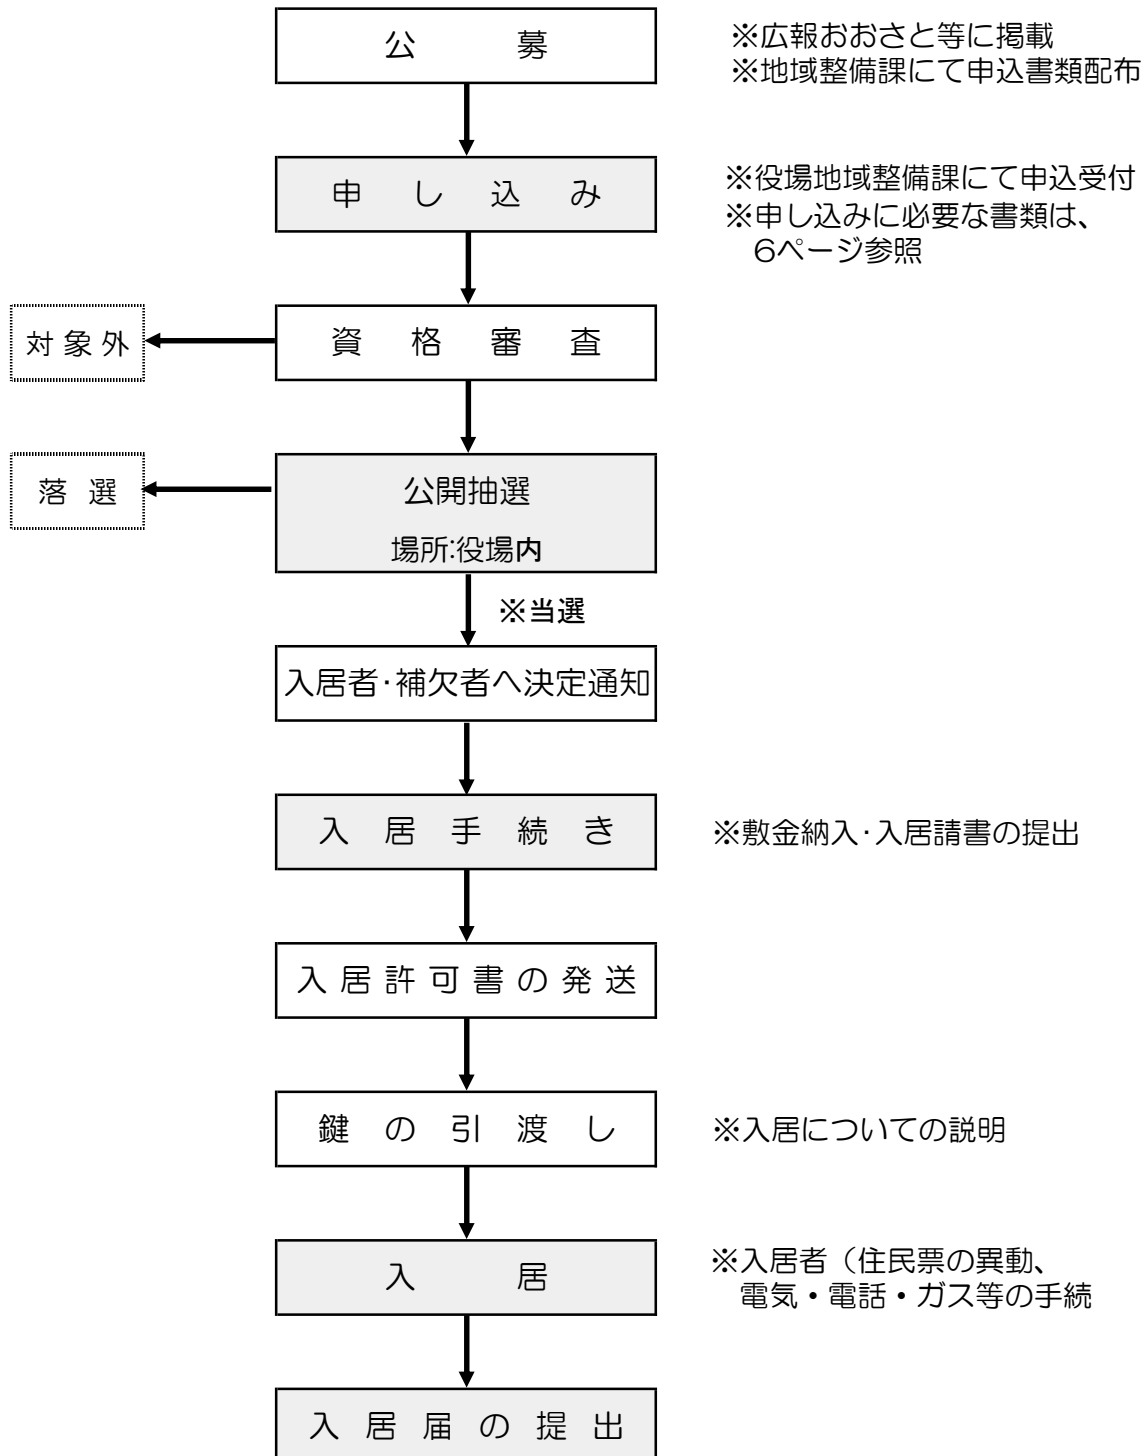 公募
※広報おおさと等に掲載
※地域整備課にて申込書類配布
申し込み
※役場地域整備課にて申込受付
※申し込みに必要な書類は、
6ページ参照
対象外
資格審査
落選
公開抽選
場所:役場内
※当選
入居者・補欠者へ決定通知
入居手続き
※敷金納入・入居請書の提出
入居許可書の発送
鍵の引渡し
※入居についての説明
入居
※入居者（住民票の異動、
電気・電話・ガス等の手続
入居届の提出